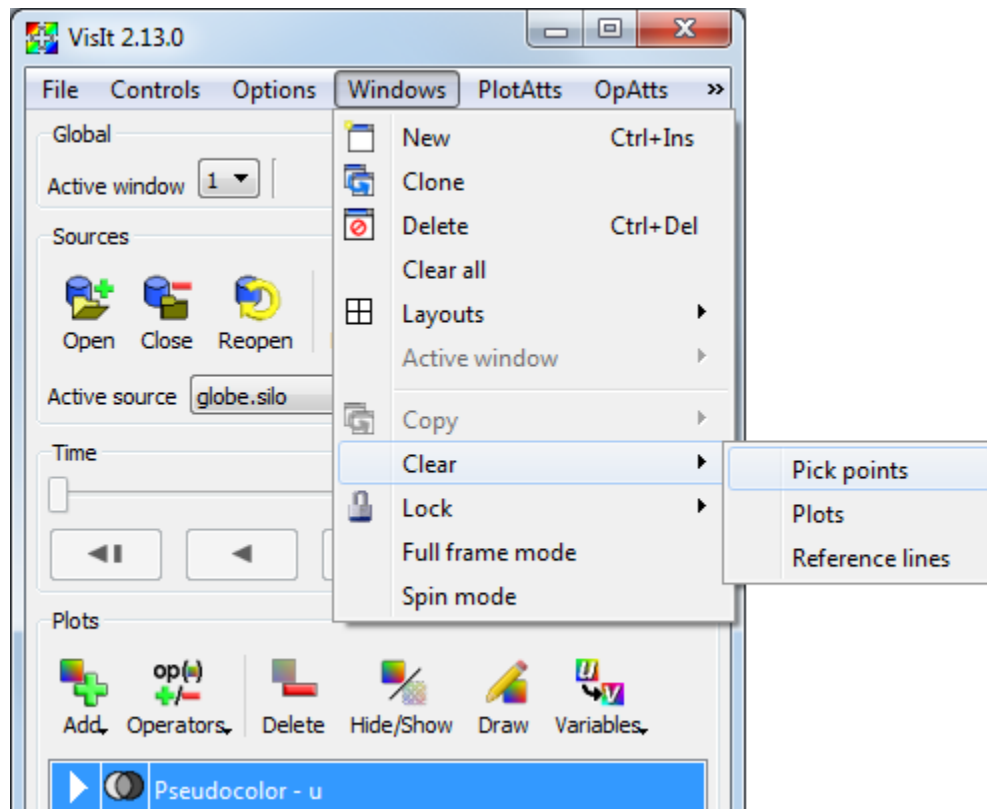 VisIt 2.13.0
File Controls Options Windows PlotAtts OpAtts »
Global
Active window 1
Sources
Open Close Reopen
Active source globe.silo
Time
New Ctrl+Ins
Clone
Delete Ctrl+Del
Clear all
Layouts
Active window
Copy
Clear
Lock
Full frame mode
Spin mode
Pick points
Plots
Reference lines
Plots
op(=)
+/-
U
V
Add Operators Delete Hide/Show Draw Variables
Pseudocolor - u